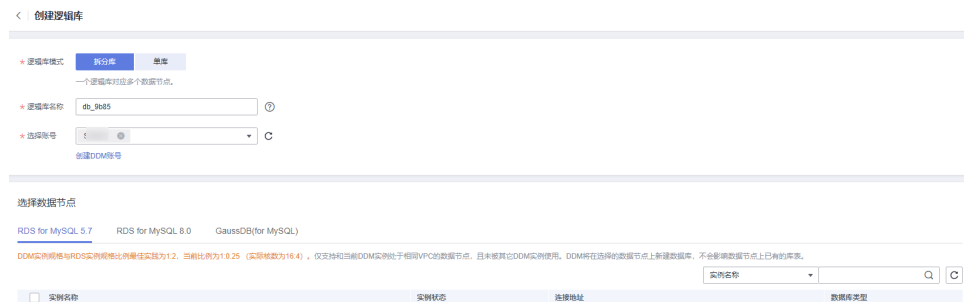 创建逻辑库
* 逻辑库模式 拆分库 单库
一个逻辑库对应多个数据节点。
* 逻辑库名称 db_9b85
* 选择账号
创建DDM账号
选择数据节点
RDS for MySQL 5.7 RDS for MySQL 8.0 GaussDB(for MySQL)
DDM实例规格与RDS实例规格比例最佳实践为1:2，当前比例为1:0.25 （实际核数为16:4）。仅支持和当前DDM实例处于相同VPC的数据节点，且未被其它DDM实例使用。DDM将在选择的数据节点上新建数据库，不会影响数据节点上已有的库表。
实例名称
实例名称 实例状态 连接地址 数据库类型